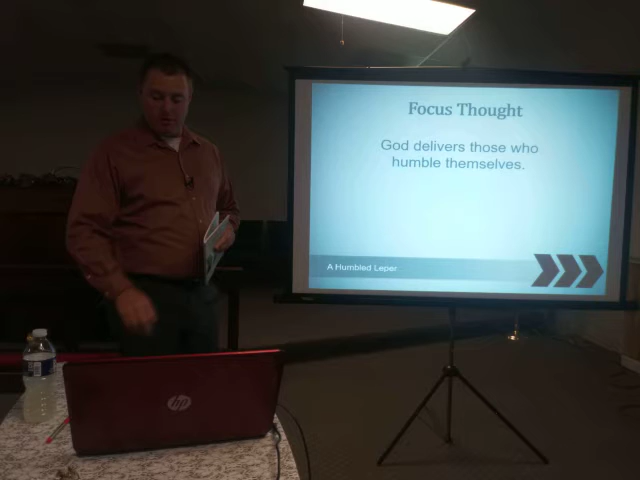 Focus Thought
God delivers those who
humble themselves.
A Humbled Leper
hp